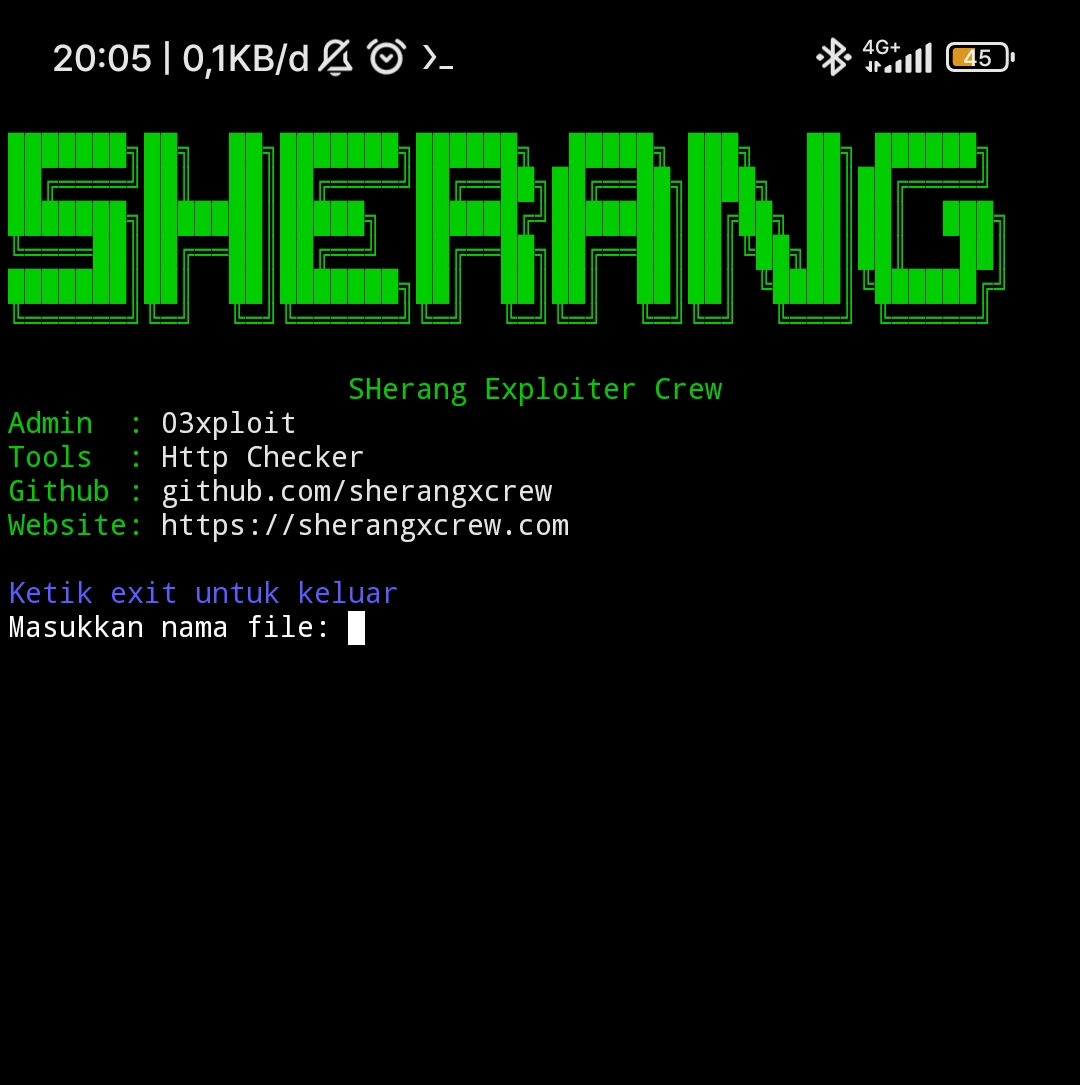 20:05 | 0,1KB/d 4G+ 45
SHERANG
SHerang Exploiter Crew
Admin : O3xploit
Tools : Http Checker
Github : github.com/sherangxcrew
Website: https://sherangxcrew.com
Ketik exit untuk keluar
Masukkan nama file: